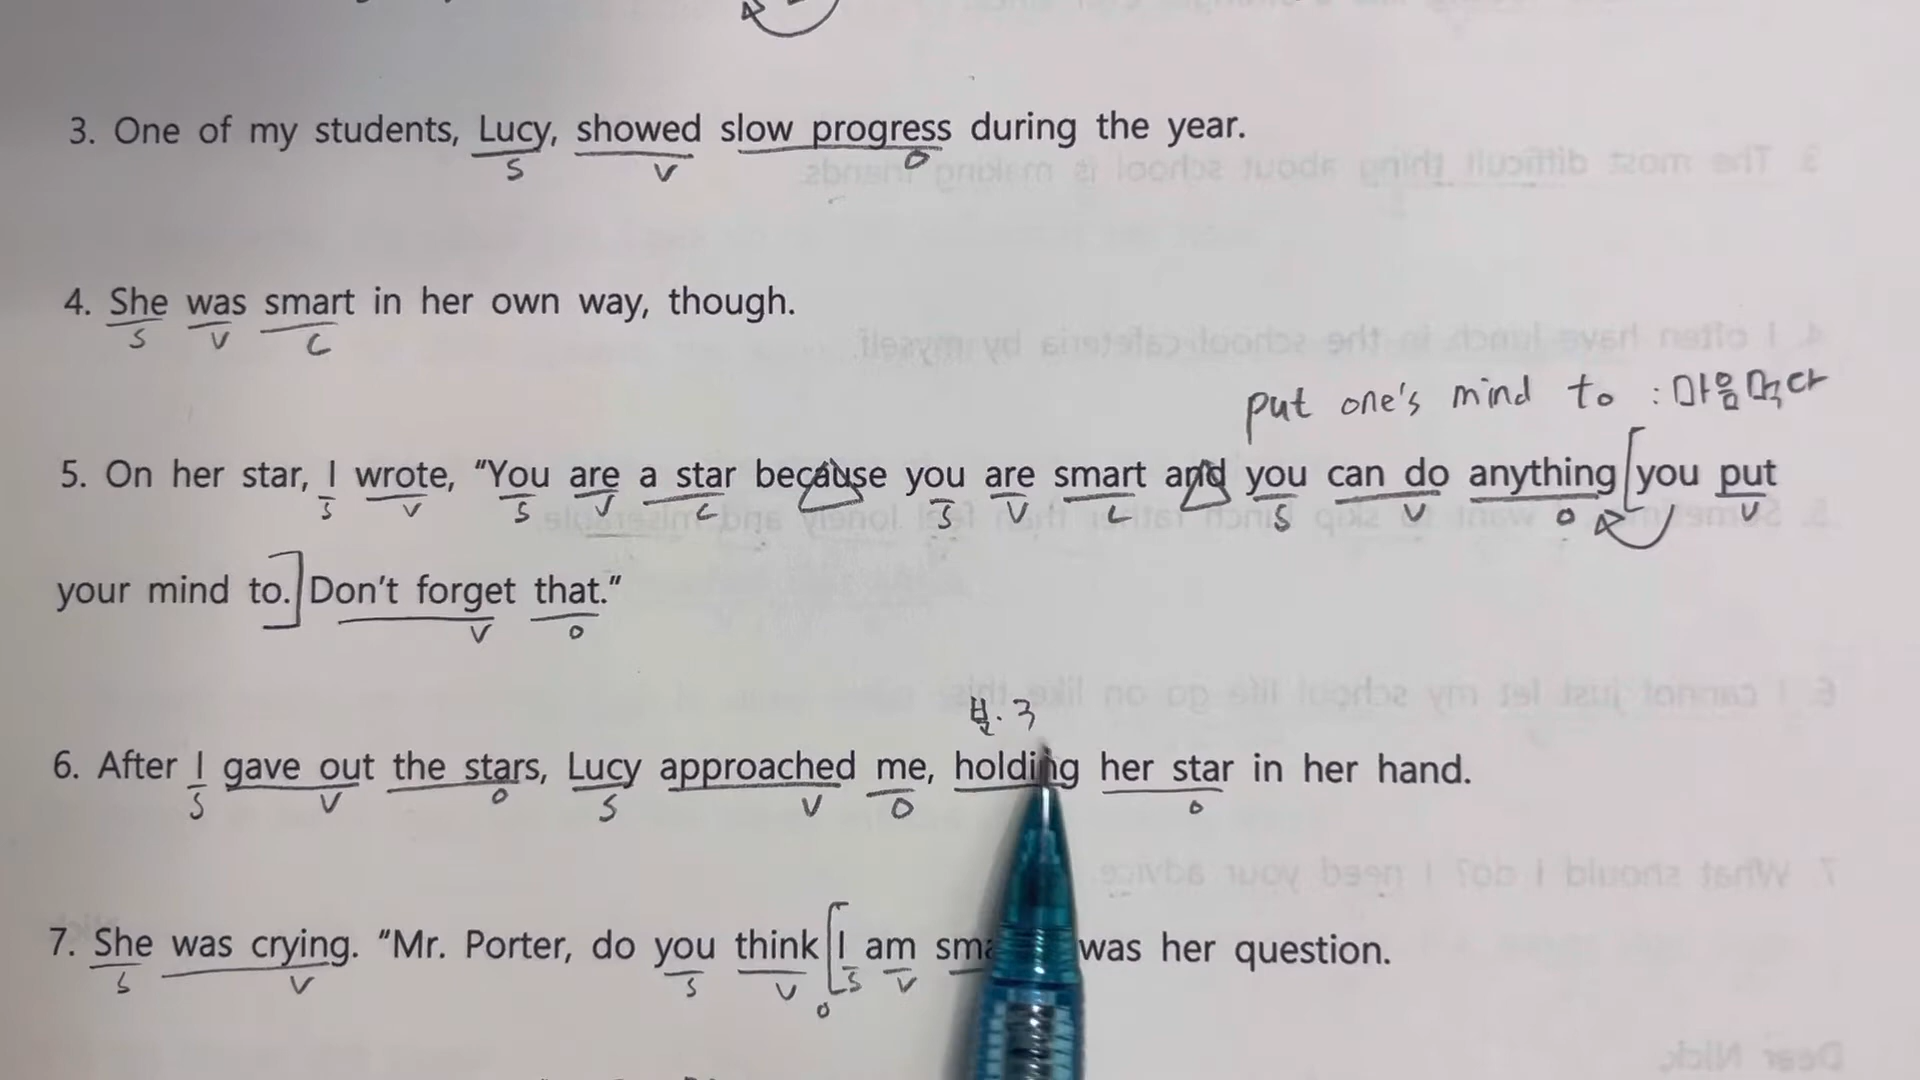 3. One of my students, Lucy, showed slow progress during the year.
S V O
4. She was smart in her own way, though.
S V C
put one's mind to : 마음먹다
5. On her star, I wrote, "You are a star because you are smart and you can do anything [you put
S V S V C S V C S V O V
your mind to.] Don't forget that."
V O
분.구
6. After I gave out the stars, Lucy approached me, holding her star in her hand.
S V O S V O O
7. She was crying. "Mr. Porter, do you think [I am was her question.
S V S V O S V